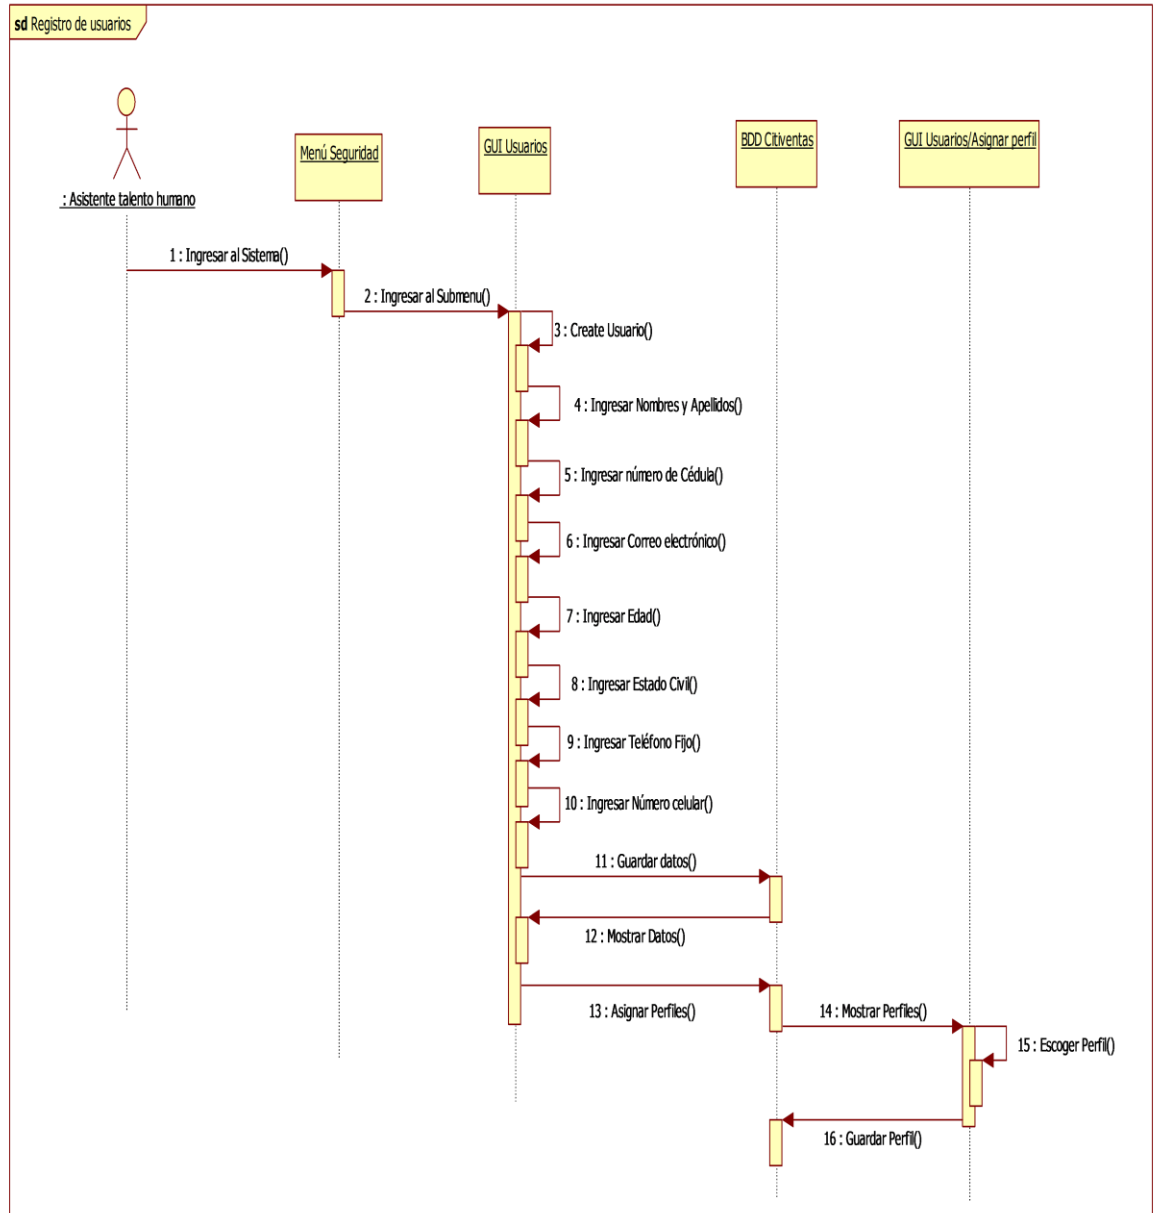 sd Registro de usuarios
: Asistente talento humano
Menú Seguridad
GUI Usuarios
BDD Citiventas
GUI Usuarios/Asignar perfil
1 : Ingresar al Sistema()
2 : Ingresar al Submenu()
3 : Create Usuario()
4 : Ingresar Nombres y Apellidos()
5 : Ingresar número de Cédula()
6 : Ingresar Correo electrónico()
7 : Ingresar Edad()
8 : Ingresar Estado Civil()
9 : Ingresar Teléfono Fijo()
10 : Ingresar Número celular()
11 : Guardar datos()
12 : Mostrar Datos()
13 : Asignar Perfiles()
14 : Mostrar Perfiles()
15 : Escoger Perfil()
16 : Guardar Perfil()